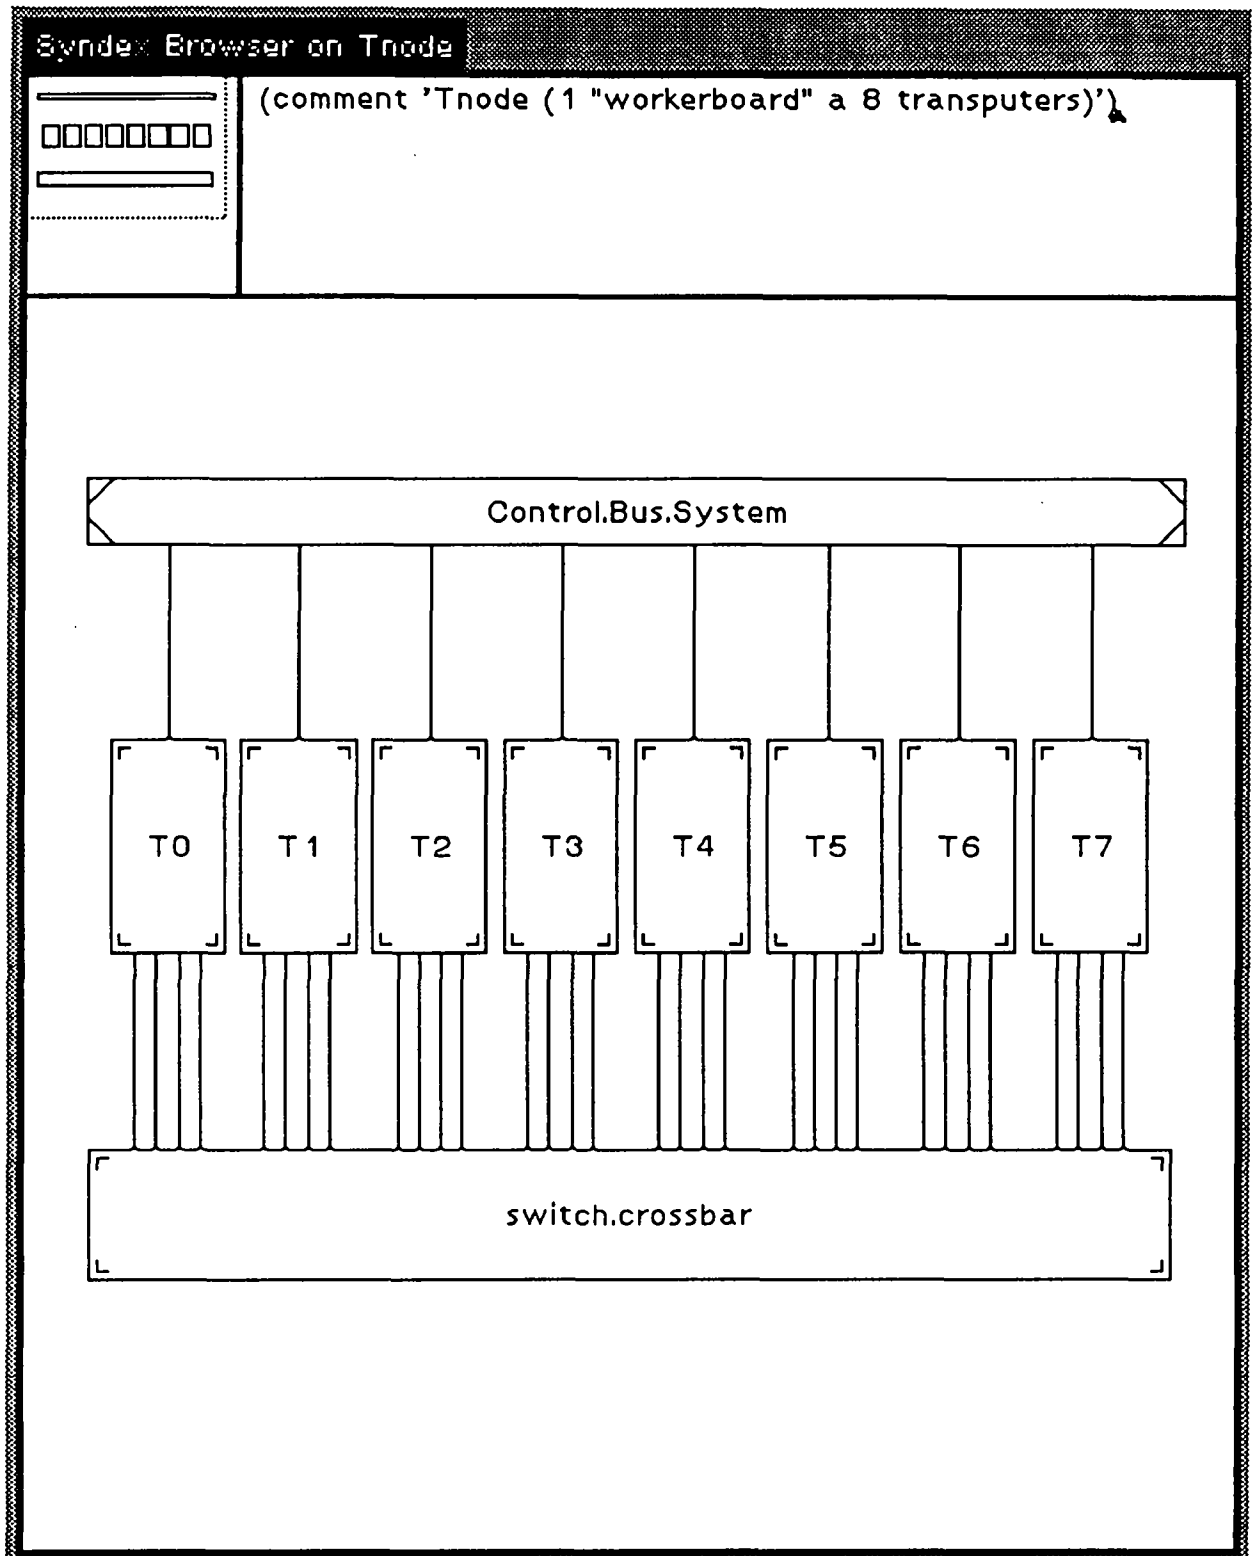 Syndex Browser on Tnode
(comment 'Tnode (1 "workerboard" a 8 transputers)')
Control.Bus.System
T0 T1 T2 T3 T4 T5 T6 T7
switch.crossbar